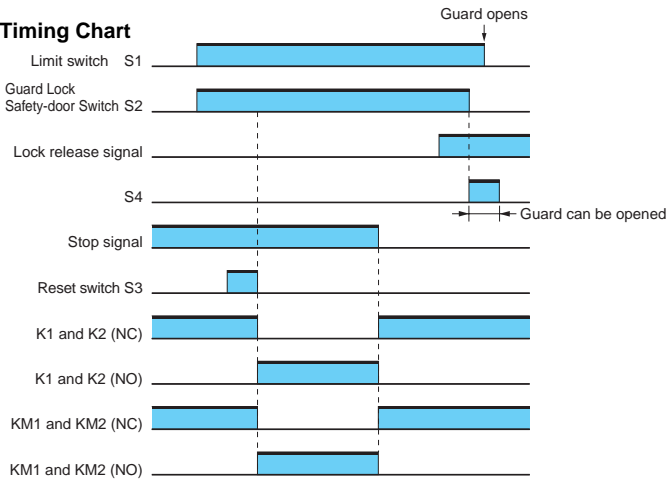 Guard opens
Timing Chart
Limit switch S1
Guard Lock
Safety-door Switch S2
Lock release signal
S4
Guard can be opened
Stop signal
Reset switch S3
K1 and K2 (NC)
K1 and K2 (NO)
KM1 and KM2 (NC)
KM1 and KM2 (NO)